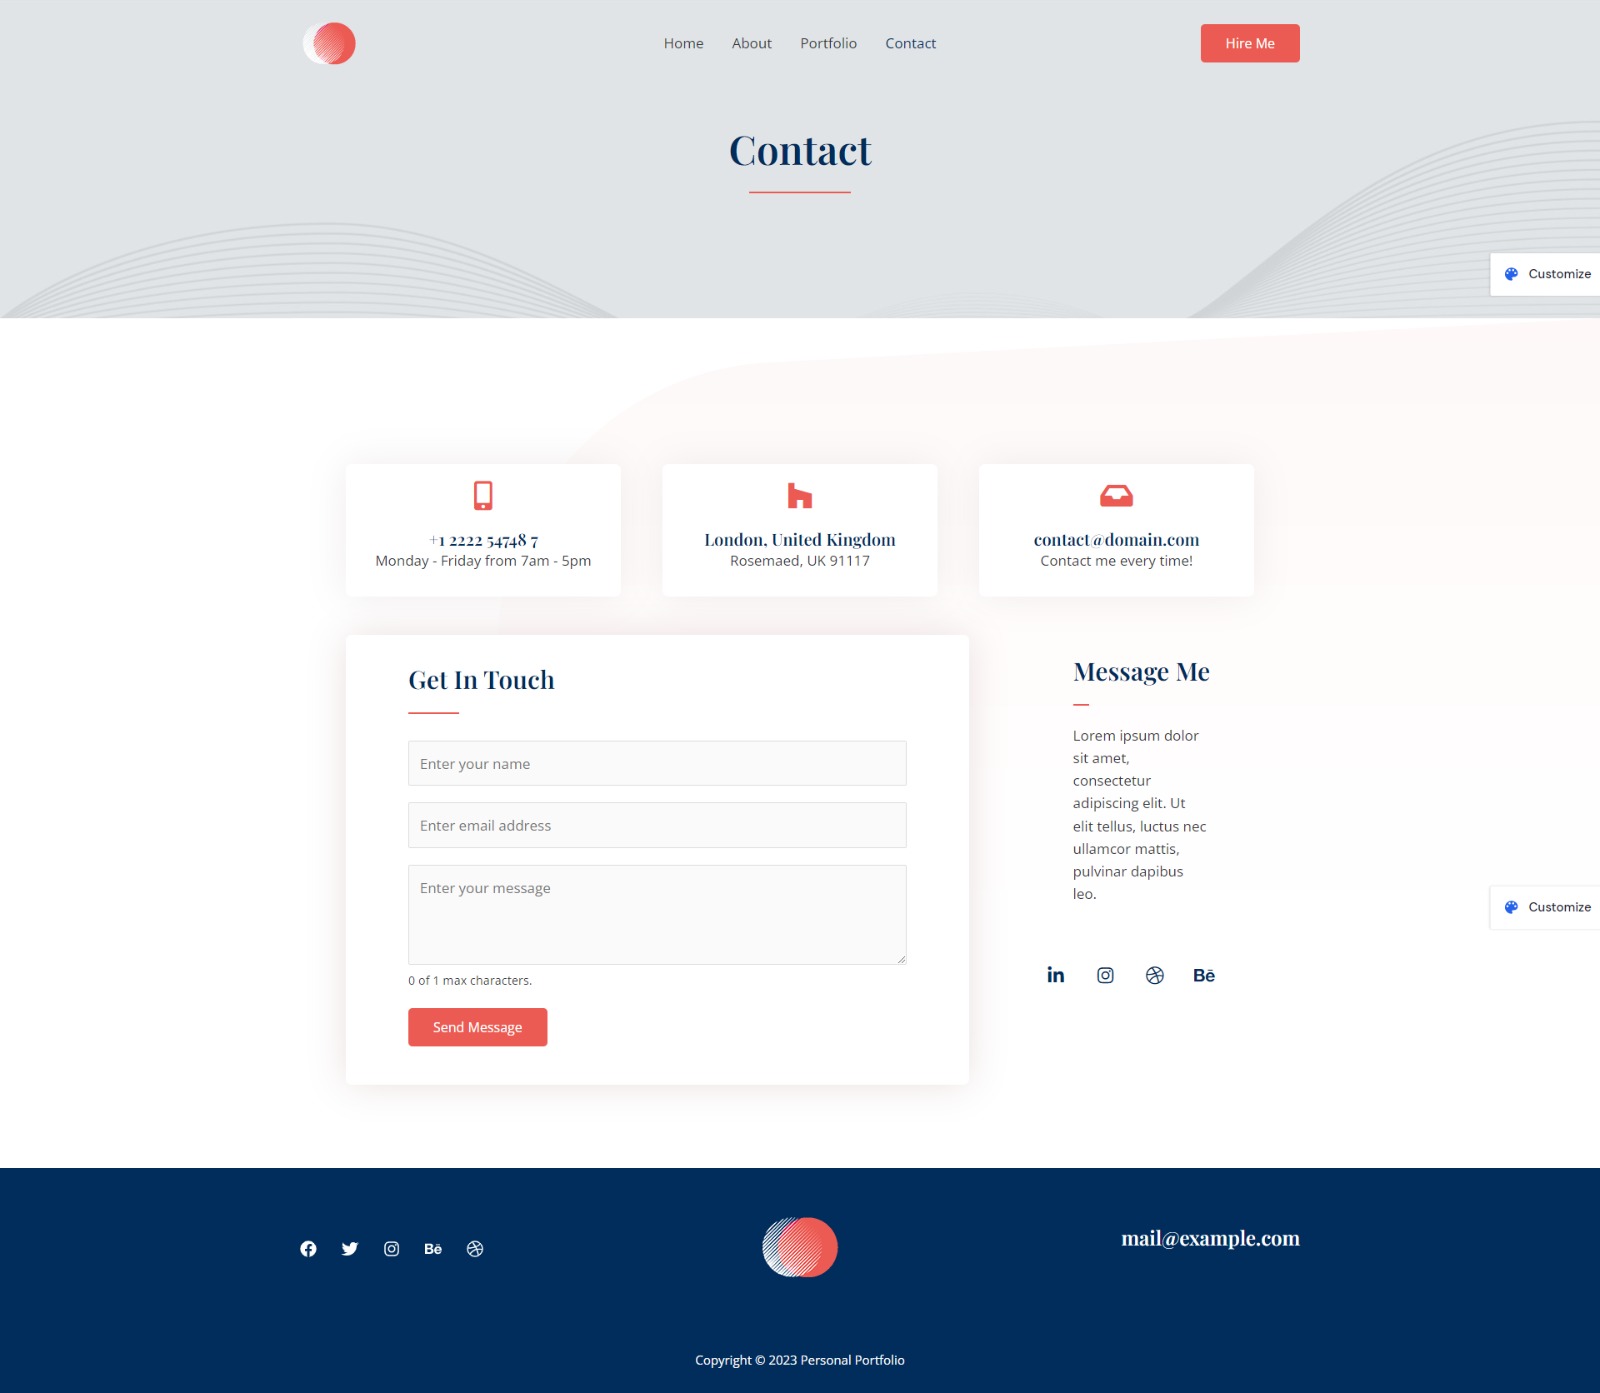 Home About Portfolio Contact
Hire Me
Contact
Customize
+1 2222 54748 7
Monday - Friday from 7am - 5pm
London, United Kingdom
Rosemaed, UK 91117
contact@domain.com
Contact me every time!
Get In Touch
Enter your name
Enter email address
Enter your message
0 of 1 max characters.
Send Message
Message Me
Lorem ipsum dolor
sit amet,
consectetur
adipiscing elit. Ut
elit tellus, luctus nec
ullamcor mattis,
pulvinar dapibus
leo.
Customize
in
Bē
Bē
mail@example.com
Copyright © 2023 Personal Portfolio